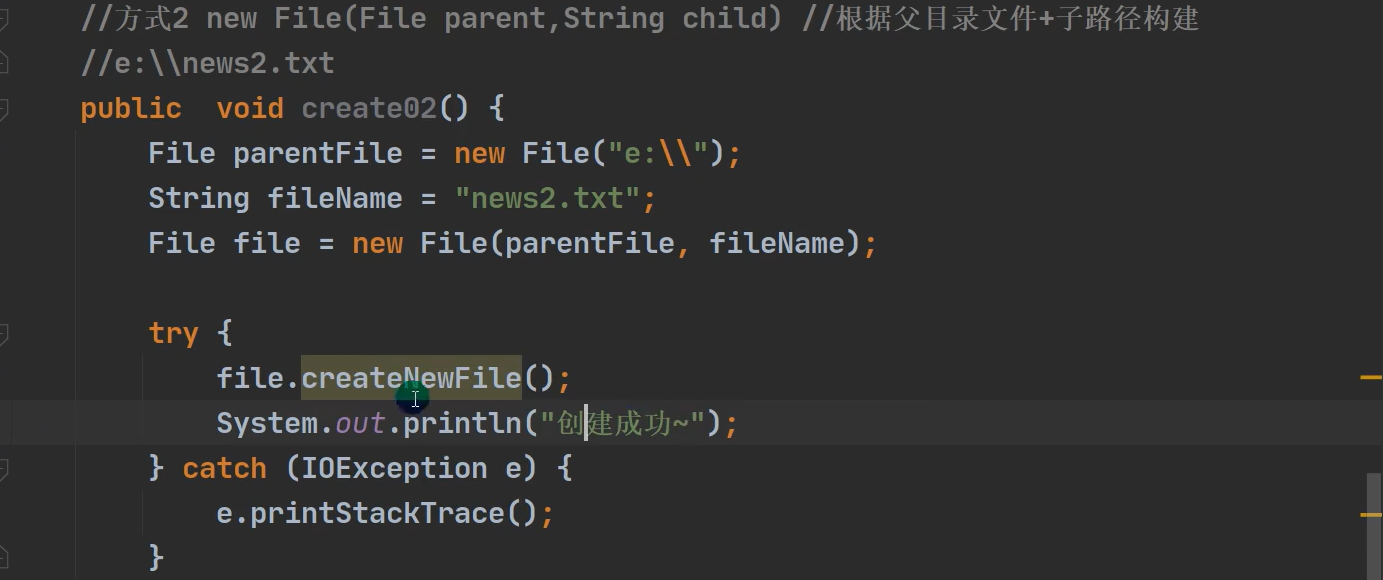 //方式2 new File(File parent,String child) //根据父目录文件+子路径构建
//e:\\news2.txt
public  void create02() {
    File parentFile = new File("e:\\");
    String fileName = "news2.txt";
    File file = new File(parentFile, fileName);
    try {
        file.createNewFile();
        System.out.println("创建成功~");
    } catch (IOException e) {
        e.printStackTrace();
    }